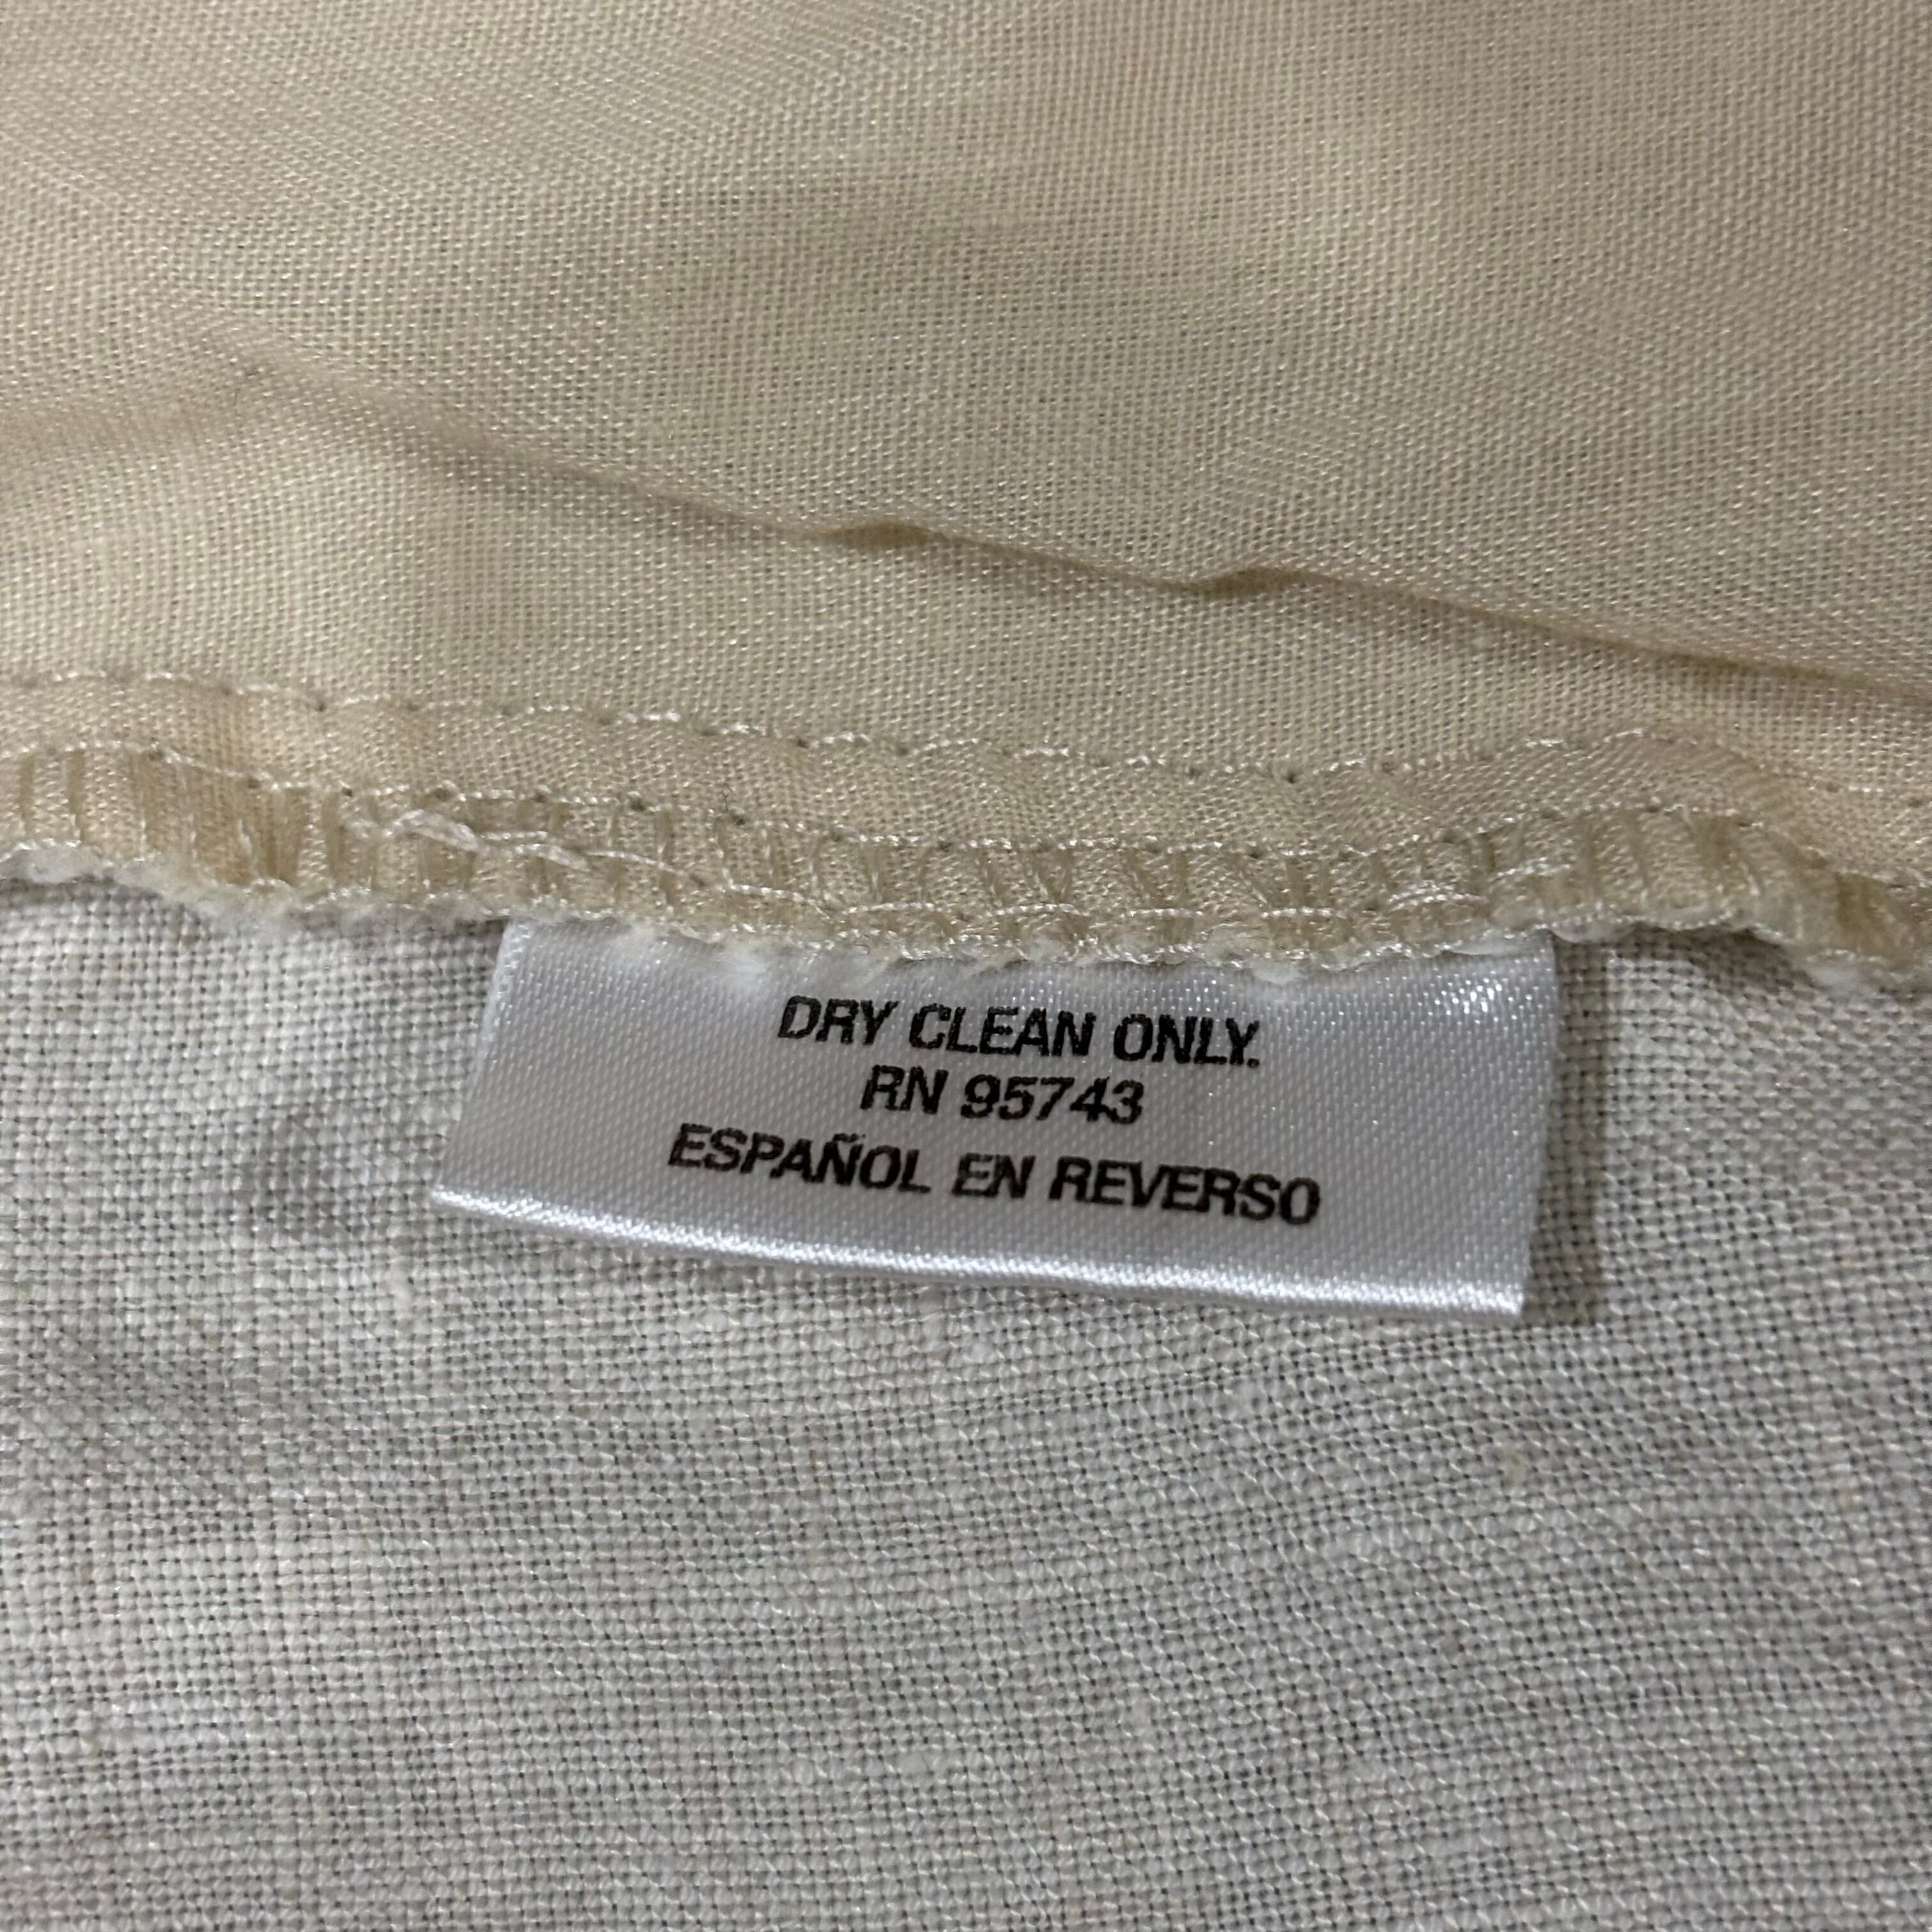 DRY CLEAN ONLY.
RN 95743
ESPAÑOL EN REVERSO